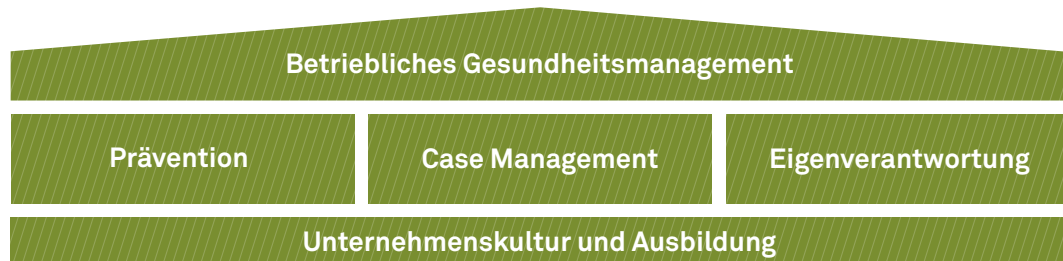 Betriebliches Gesundheitsmanagement
Prävention
Case Management
Eigenverantwortung
Unternehmenskultur und Ausbildung